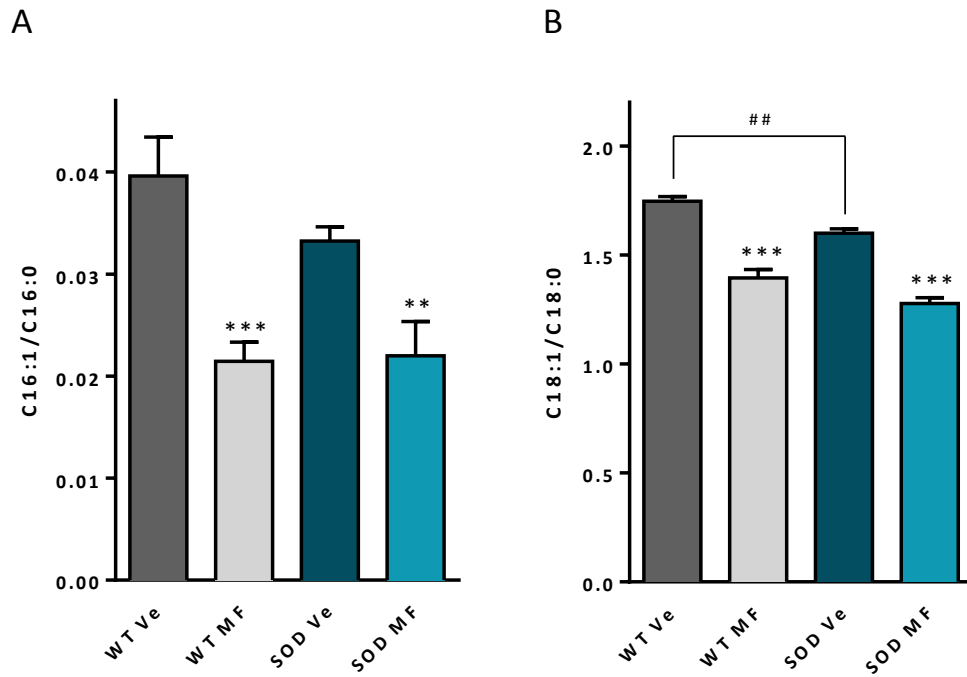 A
C16:1/C16:0
0.04
0.03
0.02
0.01
0.00
***
**
WT Ve
WT MF
SOD Ve
SOD MF
B
C18:1/C18:0
2.0
1.5
1.0
0.5
0.0
##
***
***
WT Ve
WT MF
SOD Ve
SOD MF